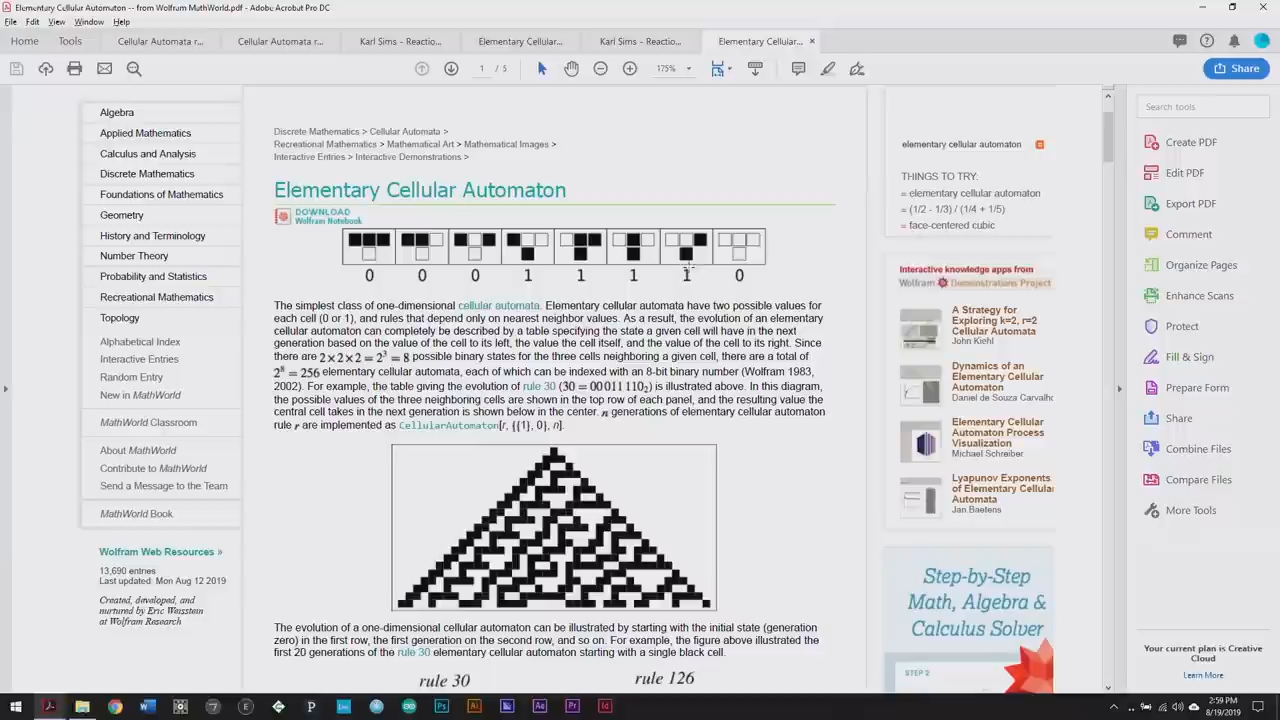 Elementary Cellular Automaton -- from Wolfram MathWorld.pdf - Adobe Acrobat Pro DC
File Edit View Window Help
Home Tools Cellular Automata r... Cellular Automata r... Karl Sims - Reactio... Elementary Cellular... Karl Sims - Reactio... Elementary Cellular... ×
1 / 5 175% Share
Algebra
Applied Mathematics
Calculus and Analysis
Discrete Mathematics
Foundations of Mathematics
Geometry
History and Terminology
Number Theory
Probability and Statistics
Recreational Mathematics
Topology
Alphabetical Index
Interactive Entries
Random Entry
New in MathWorld
MathWorld Classroom
About MathWorld
Contribute to MathWorld
Send a Message to the Team
MathWorld Book
Wolfram Web Resources »
13,690 entries
Last updated: Mon Aug 12 2019
Created, developed, and
nurtured by Eric Weisstein
at Wolfram Research
Discrete Mathematics > Cellular Automata >
Recreational Mathematics > Mathematical Art > Mathematical Images >
Interactive Entries > Interactive Demonstrations >
Elementary Cellular Automaton
DOWNLOAD
Wolfram Notebook
0 0 0 1 1 1 1 0
The simplest class of one-dimensional cellular automata. Elementary cellular automata have two possible values for
each cell (0 or 1), and rules that depend only on nearest neighbor values. As a result, the evolution of an elementary
cellular automaton can completely be described by a table specifying the state a given cell will have in the next
generation based on the value of the cell to its left, the value the cell itself, and the value of the cell to its right. Since
there are 2×2×2=2³=8 possible binary states for the three cells neighboring a given cell, there are a total of
2⁸=256 elementary cellular automata, each of which can be indexed with an 8-bit binary number (Wolfram 1983,
2002). For example, the table giving the evolution of rule 30 (30=00011110₂) is illustrated above. In this diagram,
the possible values of the three neighboring cells are shown in the top row of each panel, and the resulting value the
central cell takes in the next generation is shown below in the center. n generations of elementary cellular automaton
rule r are implemented as CellularAutomaton[r, {{1}, 0}, n].
The evolution of a one-dimensional cellular automaton can be illustrated by starting with the initial state (generation
zero) in the first row, the first generation on the second row, and so on. For example, the figure above illustrated the
first 20 generations of the rule 30 elementary cellular automaton starting with a single black cell.
rule 30 rule 126
elementary cellular automaton
THINGS TO TRY:
= elementary cellular automaton
= (1/2 - 1/3) / (1/4 + 1/5)
= face-centered cubic
Interactive knowledge apps from
Wolfram Demonstrations Project
A Strategy for
Exploring k=2, r=2
Cellular Automata
John Kiehl
Dynamics of an
Elementary Cellular
Automaton
Daniel de Souza Carvalho
Elementary Cellular
Automaton Process
Visualization
Michael Schreiber
Lyapunov Exponents
of Elementary Cellular
Automata
Jan Baetens
Step-by-Step
Math, Algebra &
Calculus Solver
STEP 2
Search tools
Create PDF
Edit PDF
Export PDF
Comment
Organize Pages
Enhance Scans
Protect
Fill & Sign
Prepare Form
Share
Combine Files
Compare Files
More Tools
Your current plan is Creative
Cloud
Learn More
Ps Ai Ae Pr Id
2:59 PM
8/19/2019